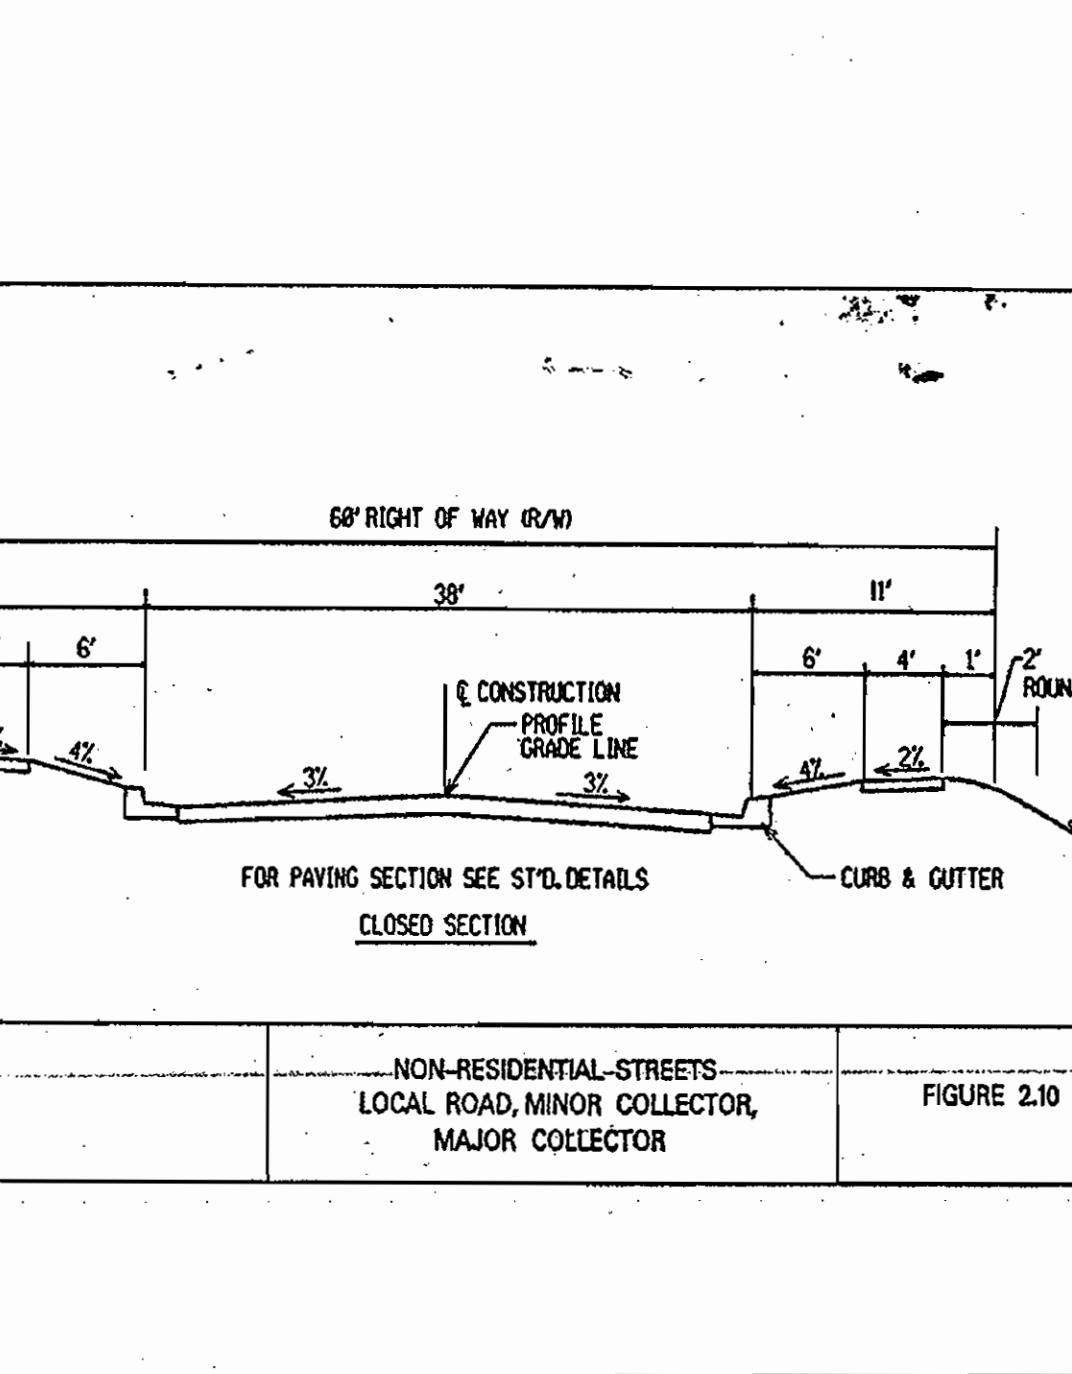 60' RIGHT OF WAY (R/W)
38'
11'
6'
6'
4'
1'
2'
℄ CONSTRUCTION
PROFILE
GRADE LINE
4%
3%
3%
4%
2%
CURB & GUTTER
FOR PAVING SECTION SEE ST'D. DETAILS
CLOSED SECTION
NON-RESIDENTIAL STREETS
LOCAL ROAD, MINOR COLLECTOR,
MAJOR COLLECTOR
FIGURE 2.10